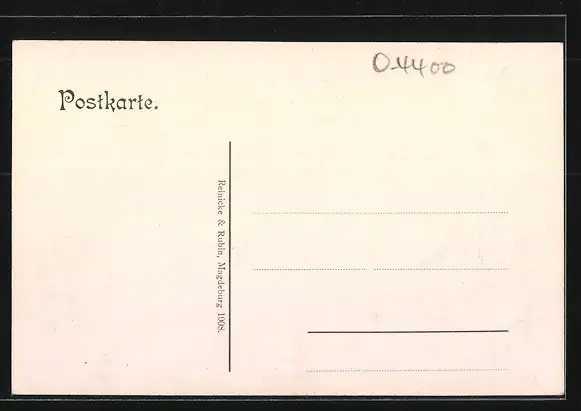 O-4400
Postkarte.
Reinicke & Rubin, Magdeburg 1908.